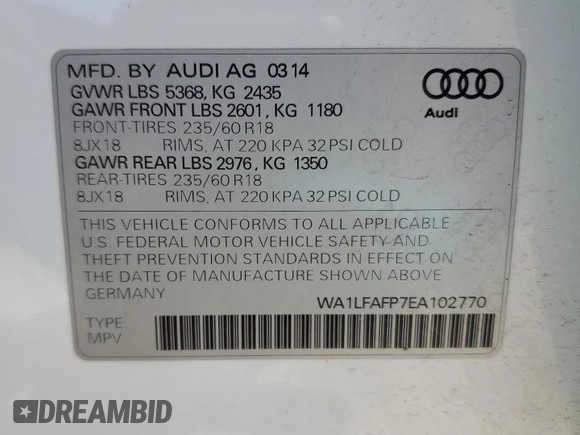 MFD. BY AUDI AG 03 14
GVWR LBS 5368, KG 2435
GAWR FRONT LBS 2601, KG 1180
FRONT-TIRES 235/60 R18
8JX18 RIMS, AT 220 KPA 32 PSI COLD
GAWR REAR LBS 2976, KG 1350
REAR-TIRES 235/60 R18
8JX18 RIMS, AT 220 KPA 32 PSI COLD
Audi
THIS VEHICLE CONFORMS TO ALL APPLICABLE
U.S. FEDERAL MOTOR VEHICLE SAFETY AND
THEFT PREVENTION STANDARDS IN EFFECT ON
THE DATE OF MANUFACTURE SHOWN ABOVE
GERMANY
WA1LFAFP7EA102770
TYPE:
MPV
DREAMBID